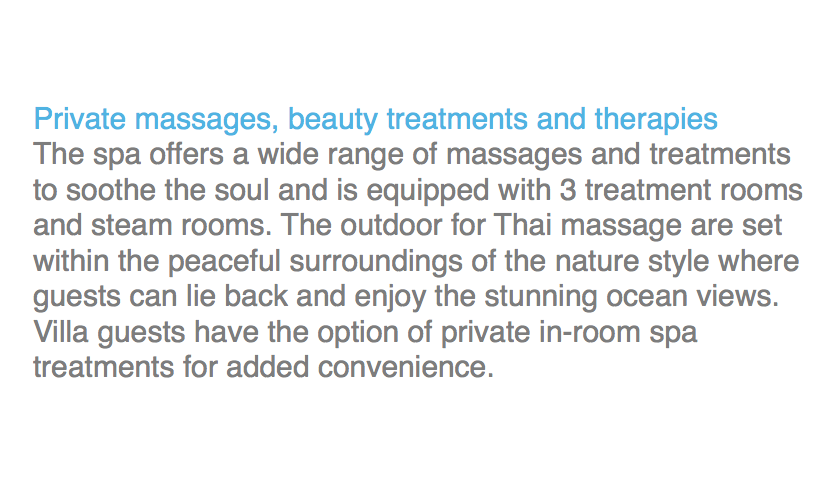 Private massages, beauty treatments and therapies
The spa offers a wide range of massages and treatments
to soothe the soul and is equipped with 3 treatment rooms
and steam rooms. The outdoor for Thai massage are set
within the peaceful surroundings of the nature style where
guests can lie back and enjoy the stunning ocean views.
Villa guests have the option of private in-room spa
treatments for added convenience.